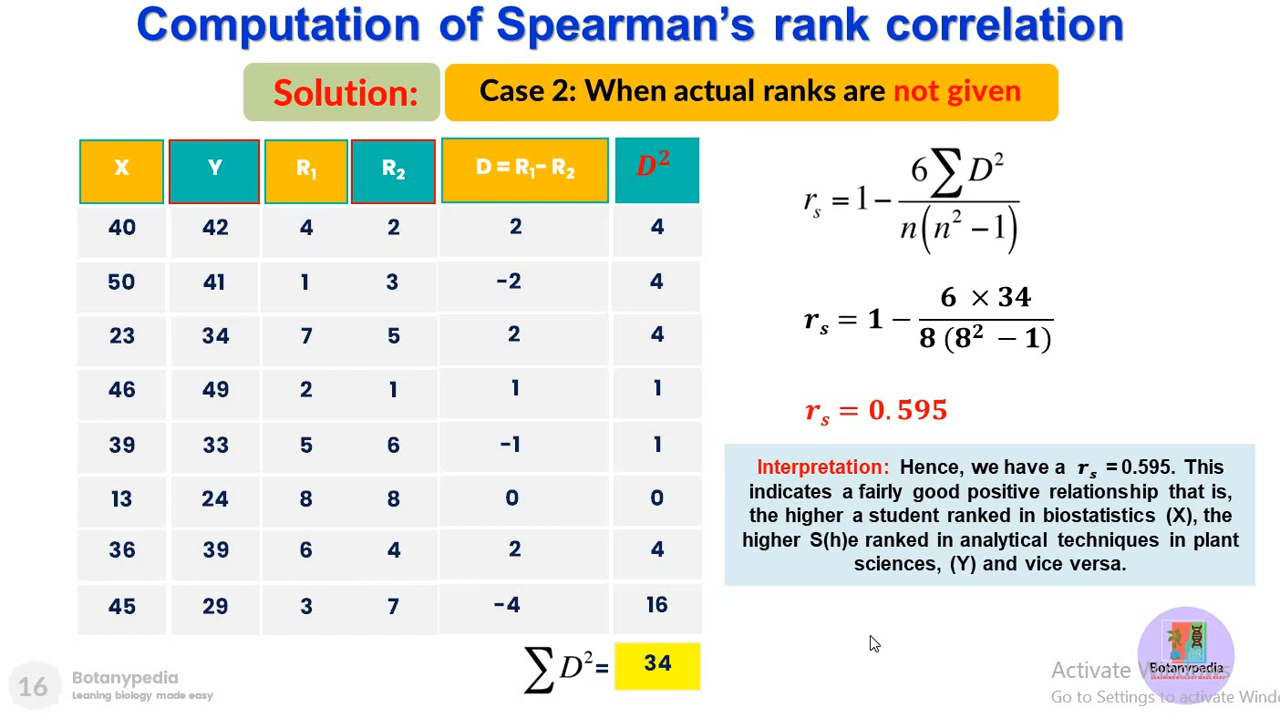 Computation of Spearman's rank correlation
Solution:
Case 2: When actual ranks are not given
X Y R₁ R₂ D = R₁- R₂ D²
40 42 4 2 2 4
50 41 1 3 -2 4
23 34 7 5 2 4
46 49 2 1 1 1
39 33 5 6 -1 1
13 24 8 8 0 0
36 39 6 4 2 4
45 29 3 7 -4 16
∑D²= 34
rₛ = 1 - 6∑D² / n(n² - 1)
rₛ = 1 - 6 × 34 / 8 (8² - 1)
rₛ = 0.595
Interpretation: Hence, we have a rₛ = 0.595. This
indicates a fairly good positive relationship that is,
the higher a student ranked in biostatistics (X), the
higher S(h)e ranked in analytical techniques in plant
sciences, (Y) and vice versa.
16
Botanypedia
Leaning biology made easy
Botanypedia
Activate
Go to Settings to activate Wind